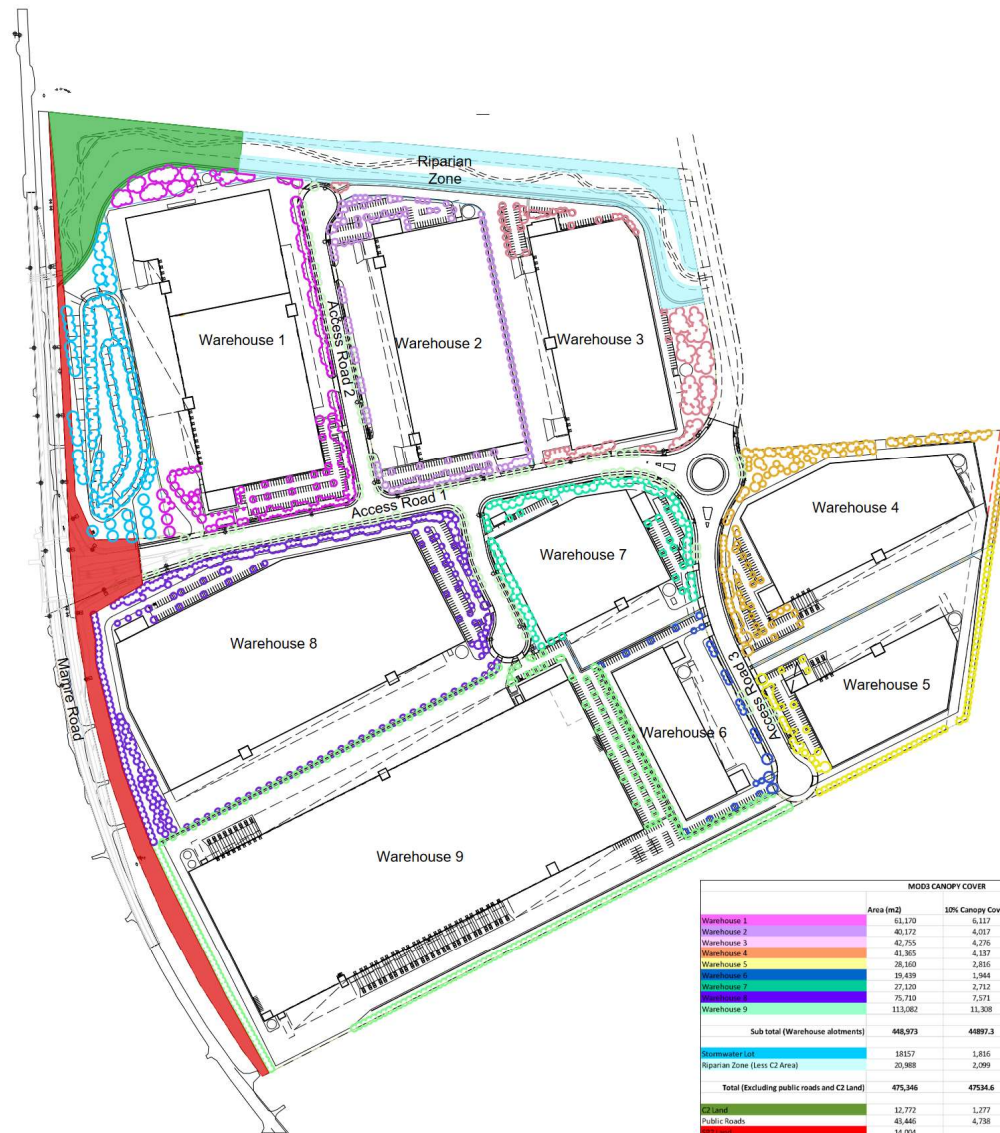 Riparian
Zone
Warehouse 1
Access Road 2
Warehouse 2
Warehouse 3
Access Road 1
Warehouse 4
Warehouse 7
Warehouse 8
Access Road 3
Warehouse 5
Mamre Road
Warehouse 6
Warehouse 9
MOD3 CANOPY COVER
Area (m2) 10% Canopy Cov
Warehouse 1 61,170 6,117
Warehouse 2 40,172 4,017
Warehouse 3 42,755 4,276
Warehouse 4 41,365 4,137
Warehouse 5 28,160 2,816
Warehouse 6 19,439 1,944
Warehouse 7 27,120 2,712
Warehouse 8 75,710 7,571
Warehouse 9 113,082 11,308
Sub total (Warehouse alotments) 448,973 44897.3
Stormwater Lot 18157 1,816
Riparian Zone (Less C2 Area) 20,988 2,099
Total (Excluding public roads and C2 Land) 475,346 47534.6
C2 Land 12,772 1,277
Public Roads 43,446 4,738
14,004